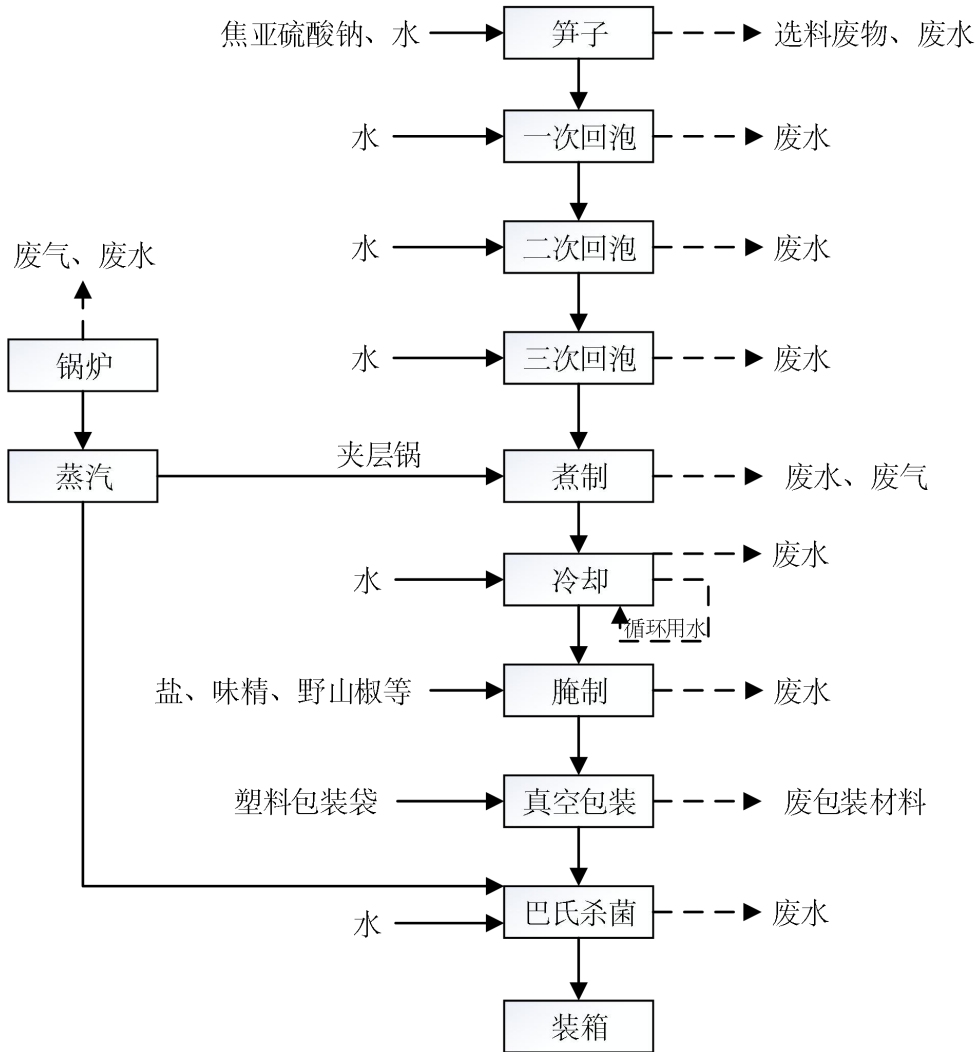 焦亚硫酸钠、水
笋子
选料废物、废水
水
一次回泡
废水
水
二次回泡
废水
废气、废水
锅炉
水
三次回泡
废水
蒸汽
夹层锅
煮制
废水、废气
废水
水
冷却
循环用水
盐、味精、野山椒等
腌制
废水
塑料包装袋
真空包装
废包装材料
巴氏杀菌
水
废水
装箱